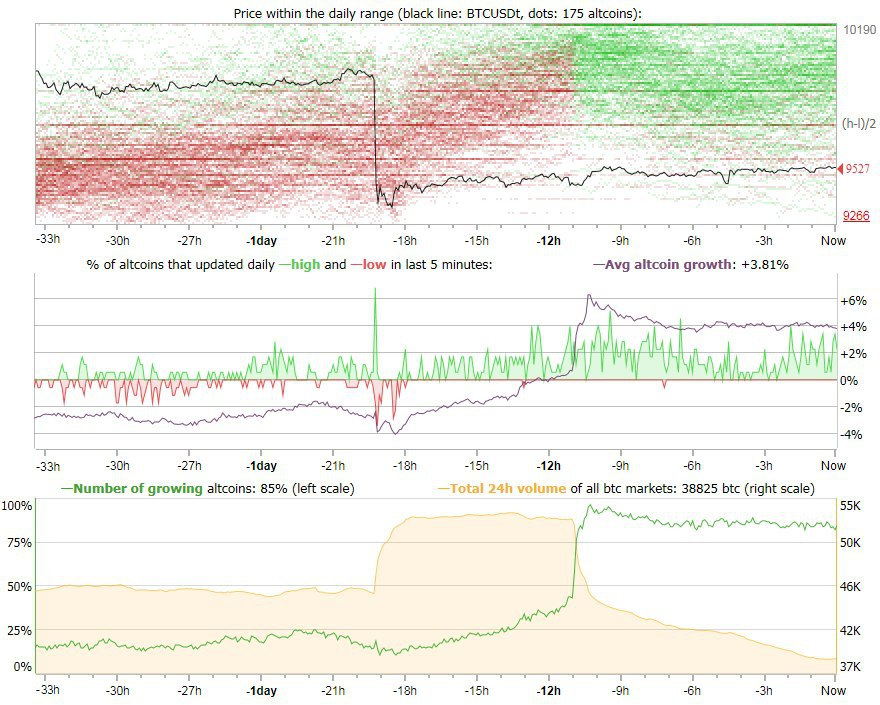 Price within the daily range (black line: BTCUSDt, dots: 175 altcoins):
10190
(h-l)/2
9527
9266
-33h -30h -27h -1day -21h -18h -15h -12h -9h -6h -3h Now
% of altcoins that updated daily —high and —low in last 5 minutes: —Avg altcoin growth: +3.81%
+6%
+4%
+2%
0%
-2%
-4%
-33h -30h -27h -1day -21h -18h -15h -12h -9h -6h -3h Now
—Number of growing altcoins: 85% (left scale) —Total 24h volume of all btc markets: 38825 btc (right scale)
100% 55K
75% 50K
50% 46K
25% 42K
0% 37K
-33h -30h -27h -1day -21h -18h -15h -12h -9h -6h -3h Now